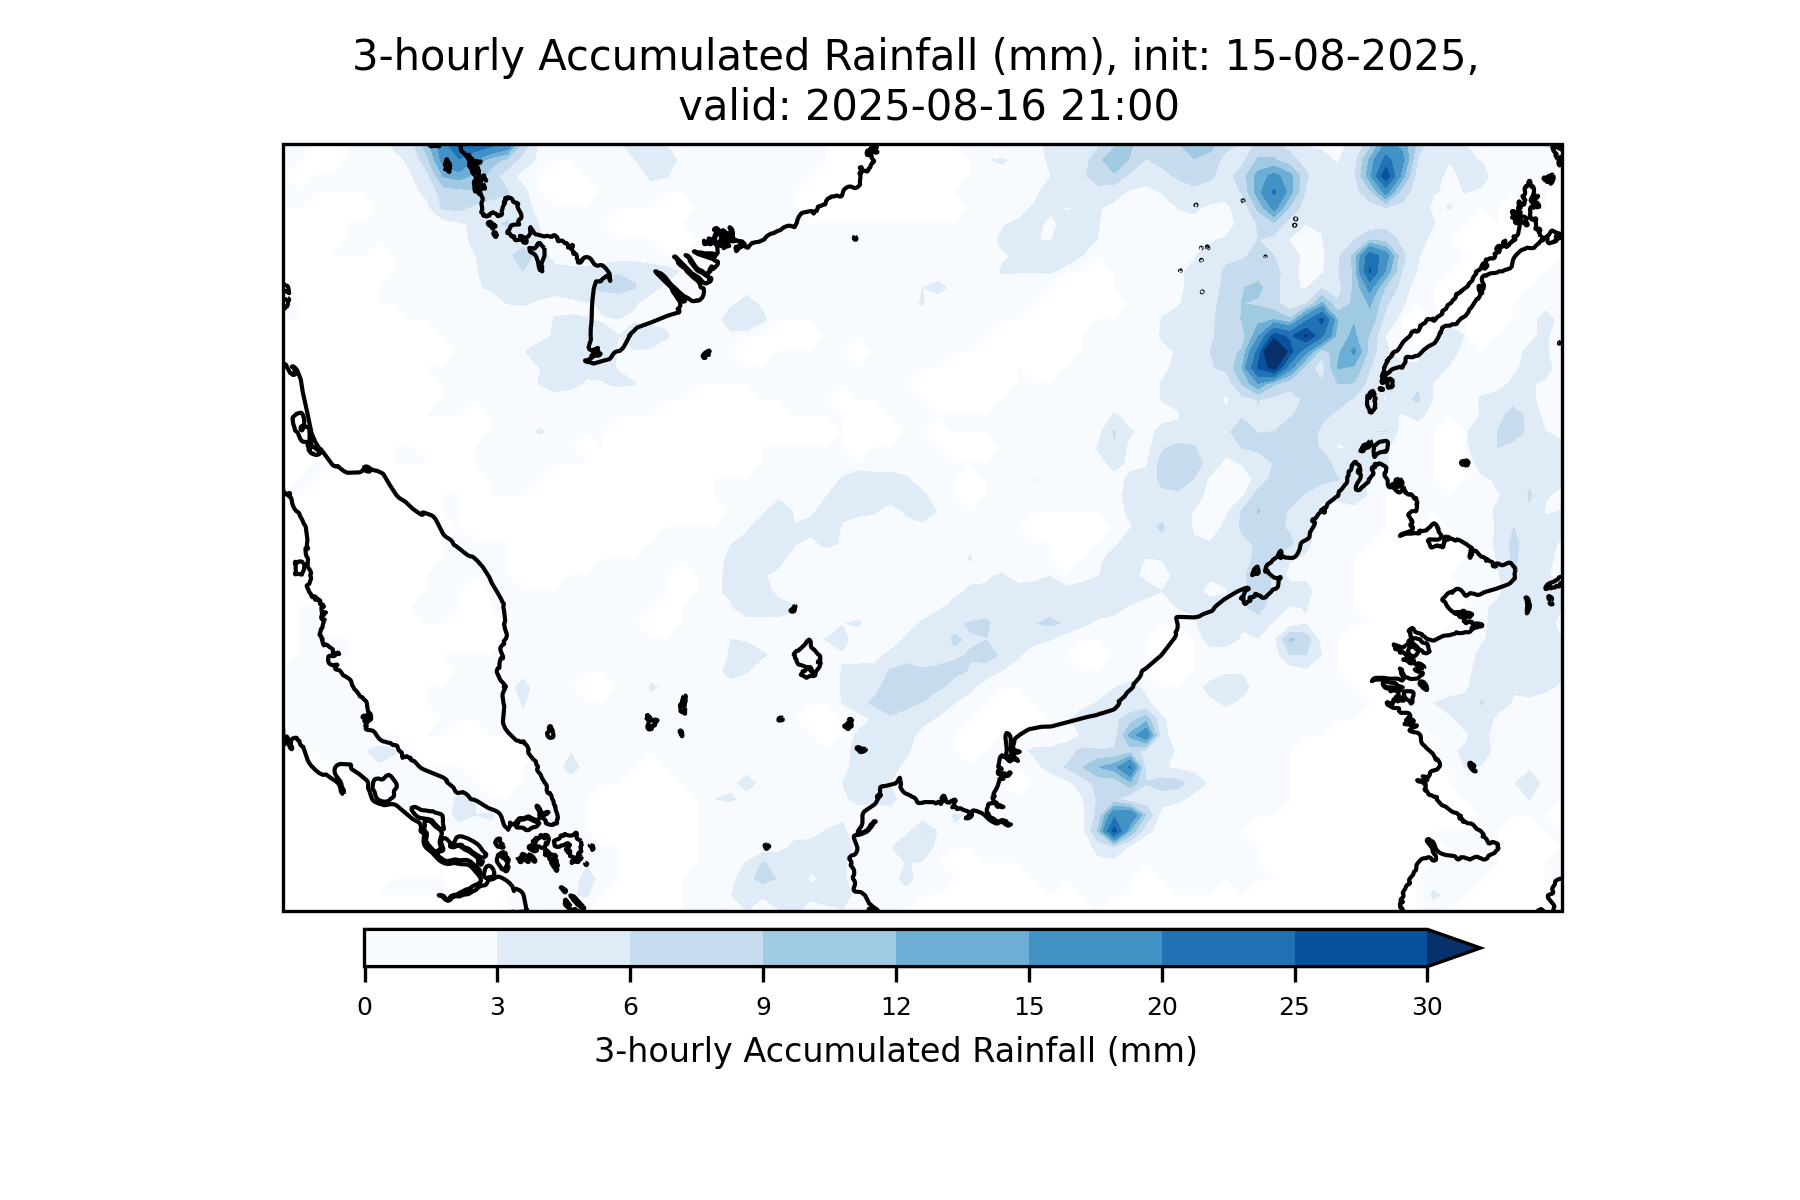 3-hourly Accumulated Rainfall (mm), init: 15-08-2025,
valid: 2025-08-16 21:00
0 3 6 9 12 15 20 25 30
3-hourly Accumulated Rainfall (mm)